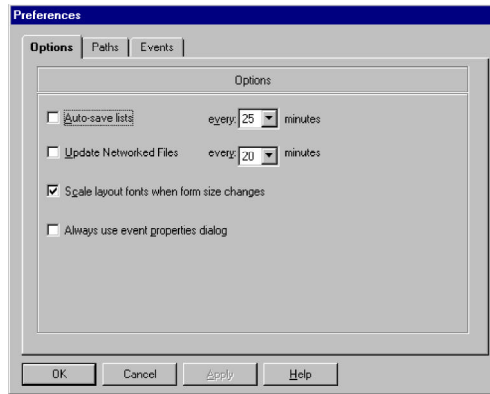 Preferences
Options Paths Events
Options
Auto-save lists every: 25 minutes
Update Networked Files every: 20 minutes
Scale layout fonts when form size changes
Always use event properties dialog
OK Cancel Apply Help